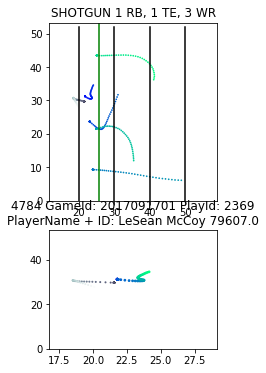 SHOTGUN 1 RB, 1 TE, 3 WR
50
40
30
20
10
0
20 30 40 50
4784 GameId: 2017091701 PlayId: 2369
PlayerName + ID: LeSean McCoy 79607.0
40
20
0
17.5 20.0 22.5 25.0 27.5